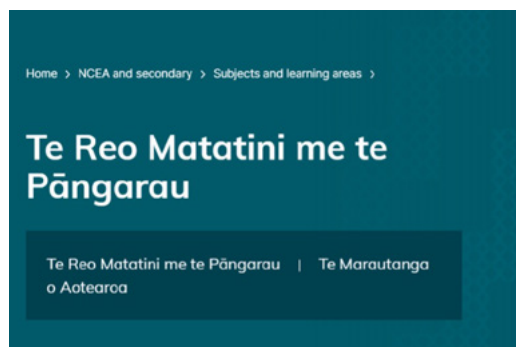 Home > NCEA and secondary > Subjects and learning areas >
Te Reo Matatini me te
Pāngarau
Te Reo Matatini me te Pāngarau | Te Marautanga
o Aotearoa